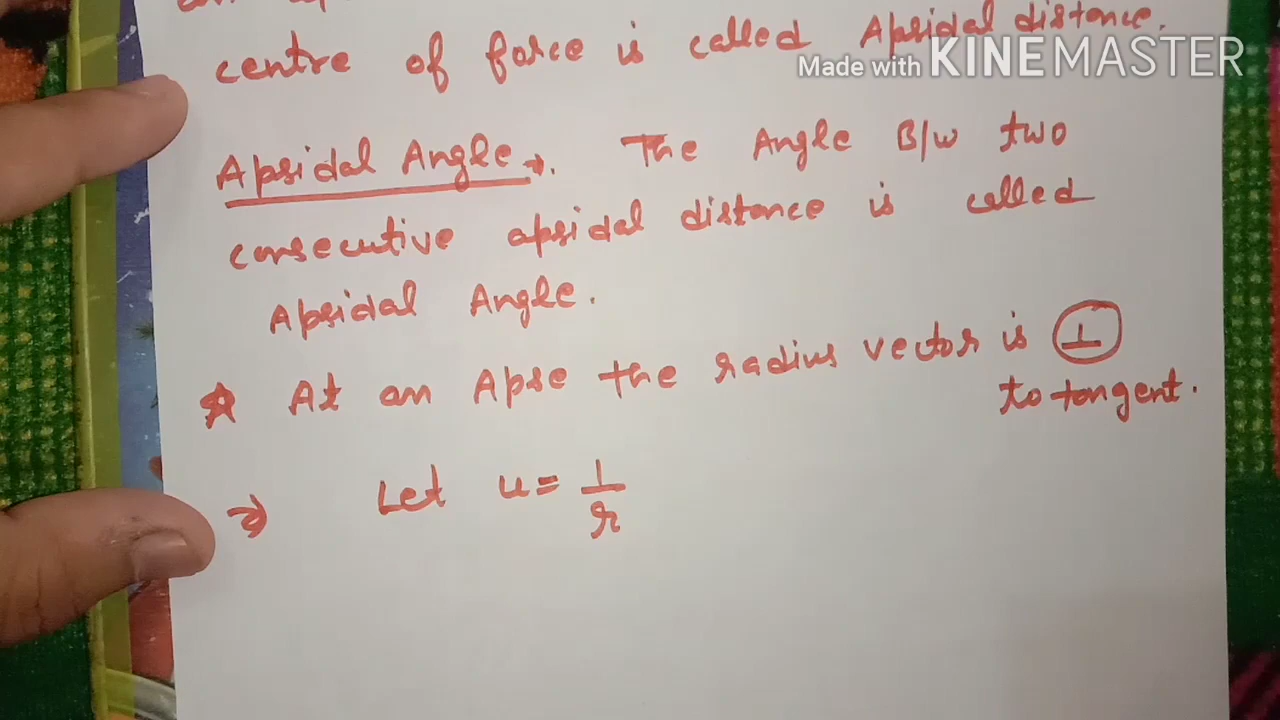 centre of force is called Apsidal distance.
Made with KINEMASTER
Apsidal Angle →. The Angle B/w two
consecutive apsidal distance is called
Apsidal Angle.
☆ At an Apse the radius vector is ⊥
to tangent.
⇒ Let u = 1/r